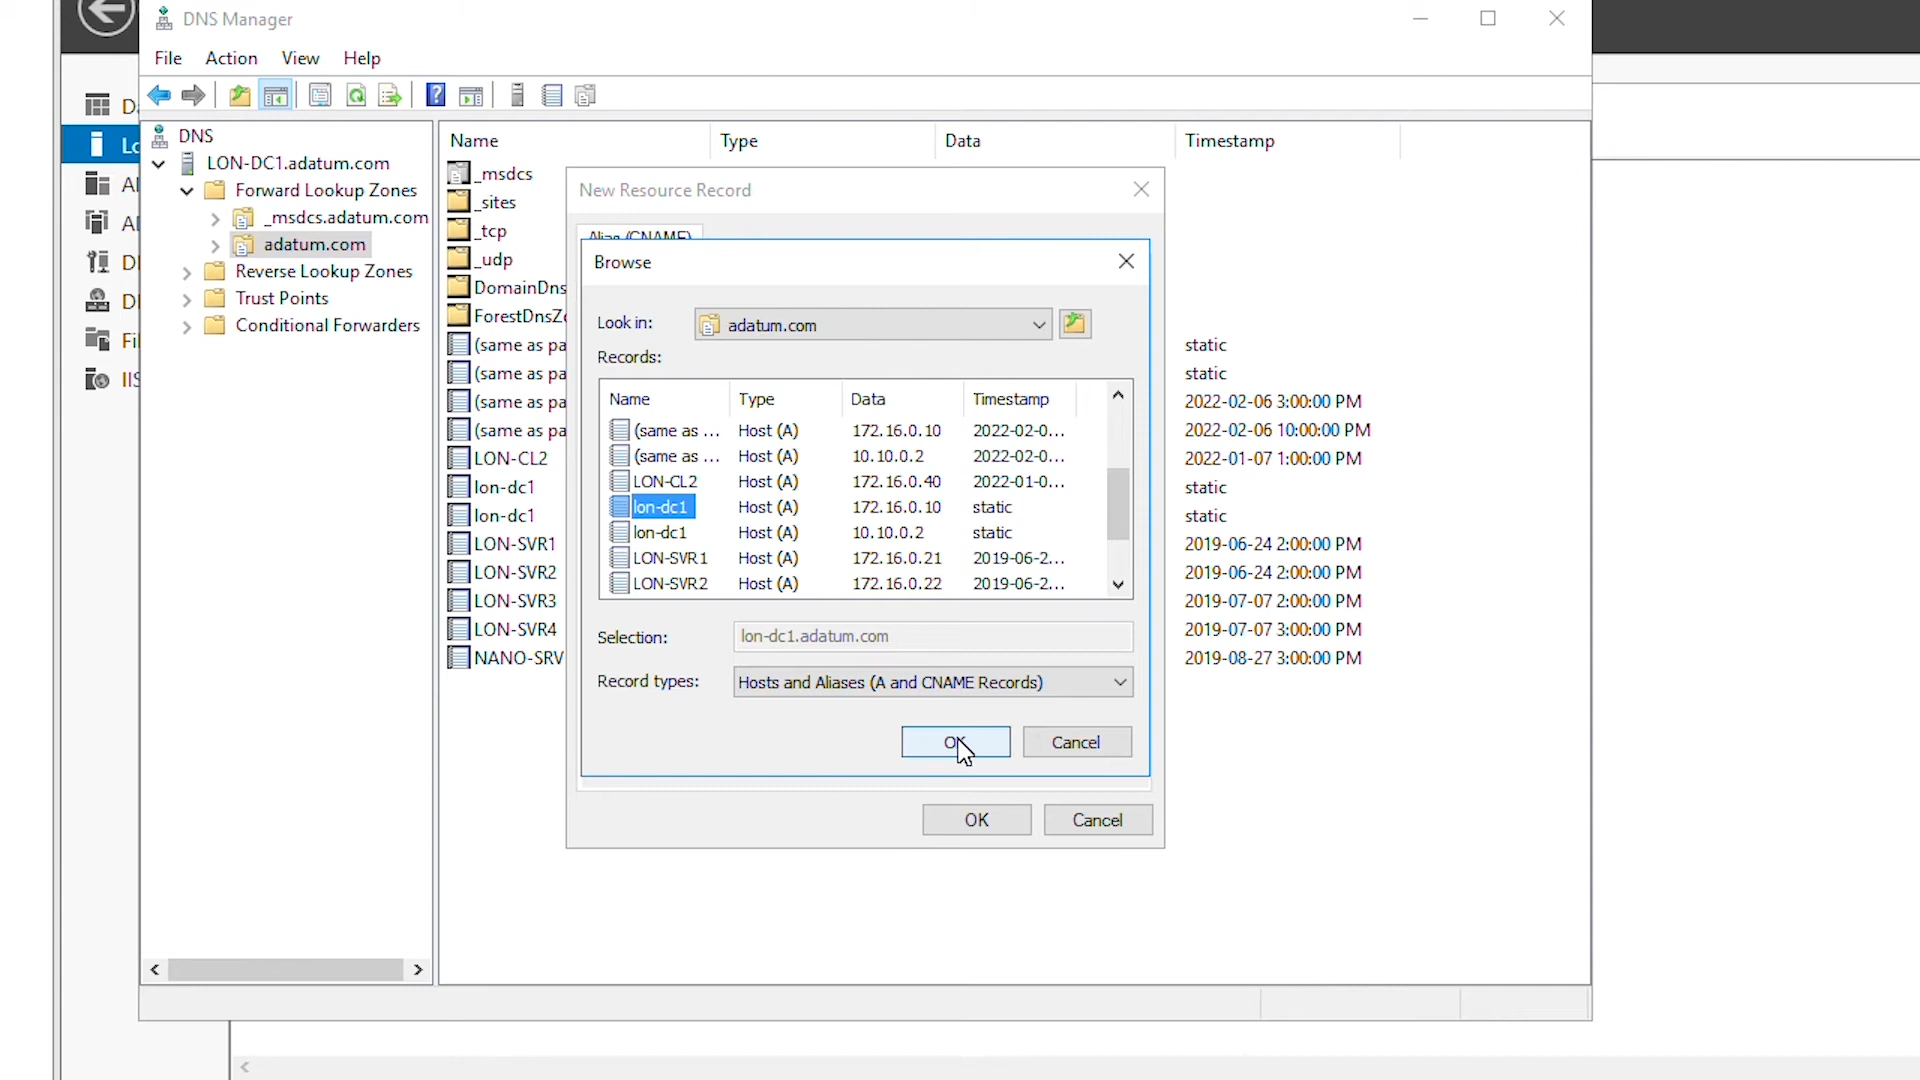 DNS Manager
File Action View Help
DNS
LON-DC1.adatum.com
Forward Lookup Zones
_msdcs.adatum.com
adatum.com
Reverse Lookup Zones
Trust Points
Conditional Forwarders
Name Type Data Timestamp
_msdcs
_sites
_tcp
_udp
DomainDns
ForestDnsZo
(same as pa static
(same as pa static
(same as pa 2022-02-06 3:00:00 PM
(same as pa 2022-02-06 10:00:00 PM
LON-CL2 2022-01-07 1:00:00 PM
lon-dc1 static
lon-dc1 static
LON-SVR1 2019-06-24 2:00:00 PM
LON-SVR2 2019-06-24 2:00:00 PM
LON-SVR3 2019-07-07 2:00:00 PM
LON-SVR4 2019-07-07 3:00:00 PM
NANO-SRV 2019-08-27 3:00:00 PM
New Resource Record
Alias (CNAME)
Browse
Look in: adatum.com
Records:
Name Type Data Timestamp
(same as ... Host (A) 172.16.0.10 2022-02-0...
(same as ... Host (A) 10.10.0.2 2022-02-0...
LON-CL2 Host (A) 172.16.0.40 2022-01-0...
lon-dc1 Host (A) 172.16.0.10 static
lon-dc1 Host (A) 10.10.0.2 static
LON-SVR1 Host (A) 172.16.0.21 2019-06-2...
LON-SVR2 Host (A) 172.16.0.22 2019-06-2...
Selection: lon-dc1.adatum.com
Record types: Hosts and Aliases (A and CNAME Records)
OK Cancel
OK Cancel